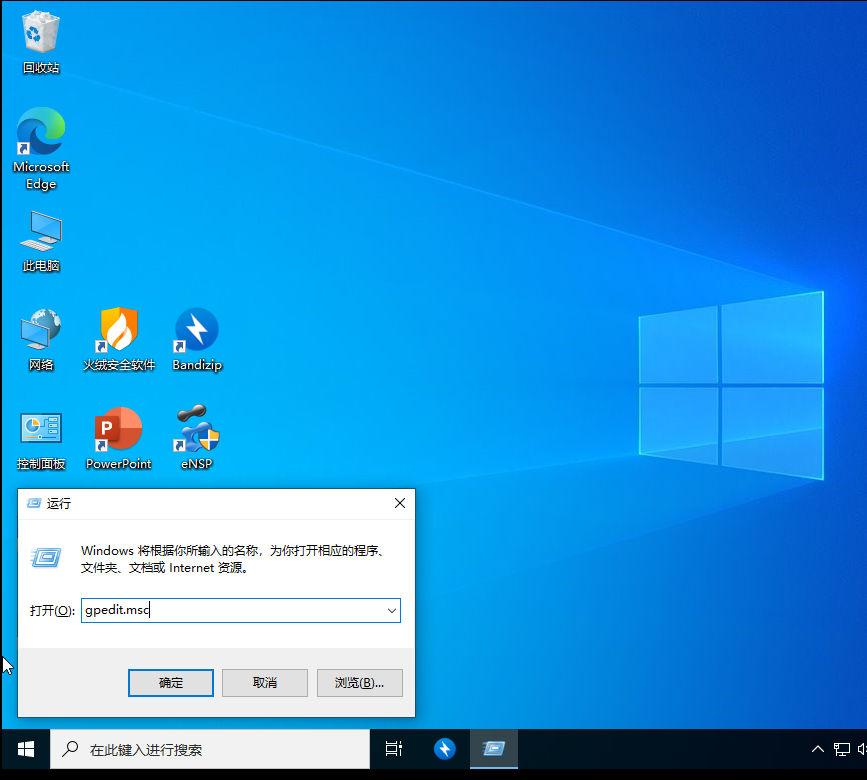 回收站
Microsoft
Edge
此电脑
网络
火绒安全软件
Bandizip
控制面板
P
PowerPoint
eNSP
运行
Windows 将根据你所输入的名称，为你打开相应的程序、
文件夹、文档或 Internet 资源。
打开(O):
gpedit.msc
确定
取消
浏览(B)...
在此键入进行搜索